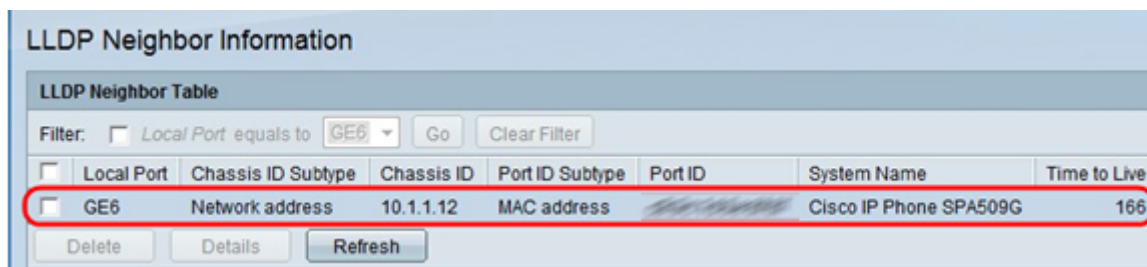 LLDP Neighbor Information
LLDP Neighbor Table
Filter: Local Port equals to GE6 Go Clear Filter
Local Port Chassis ID Subtype Chassis ID Port ID Subtype Port ID System Name Time to Live
GE6 Network address 10.1.1.12 MAC address Cisco IP Phone SPA509G 166
Delete Details Refresh